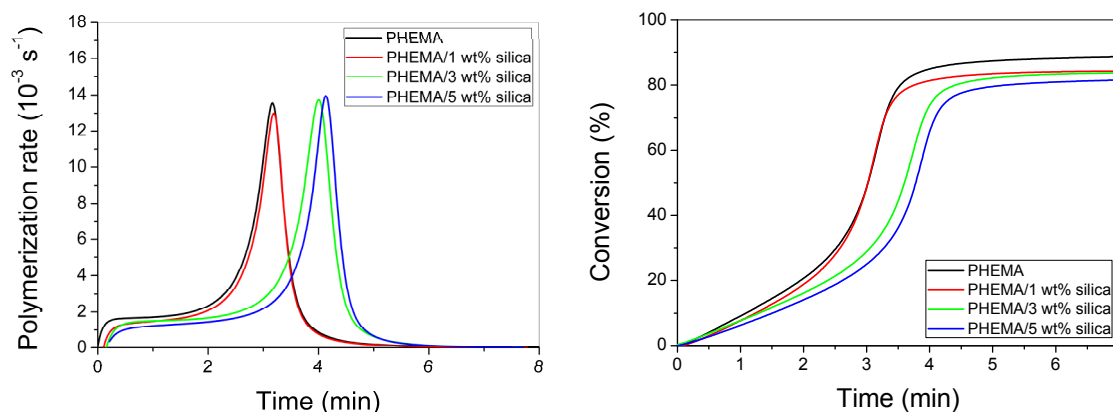 18
16
14
12
10
8
6
4
2
0
Polymerization rate (10⁻³ s⁻¹)
PHEMA
PHEMA/1 wt% silica
PHEMA/3 wt% silica
PHEMA/5 wt% silica
0 2 4 6 8
Time (min)
100
80
60
40
20
0
Conversion (%)
PHEMA
PHEMA/1 wt% silica
PHEMA/3 wt% silica
PHEMA/5 wt% silica
0 1 2 3 4 5 6 7
Time (min)